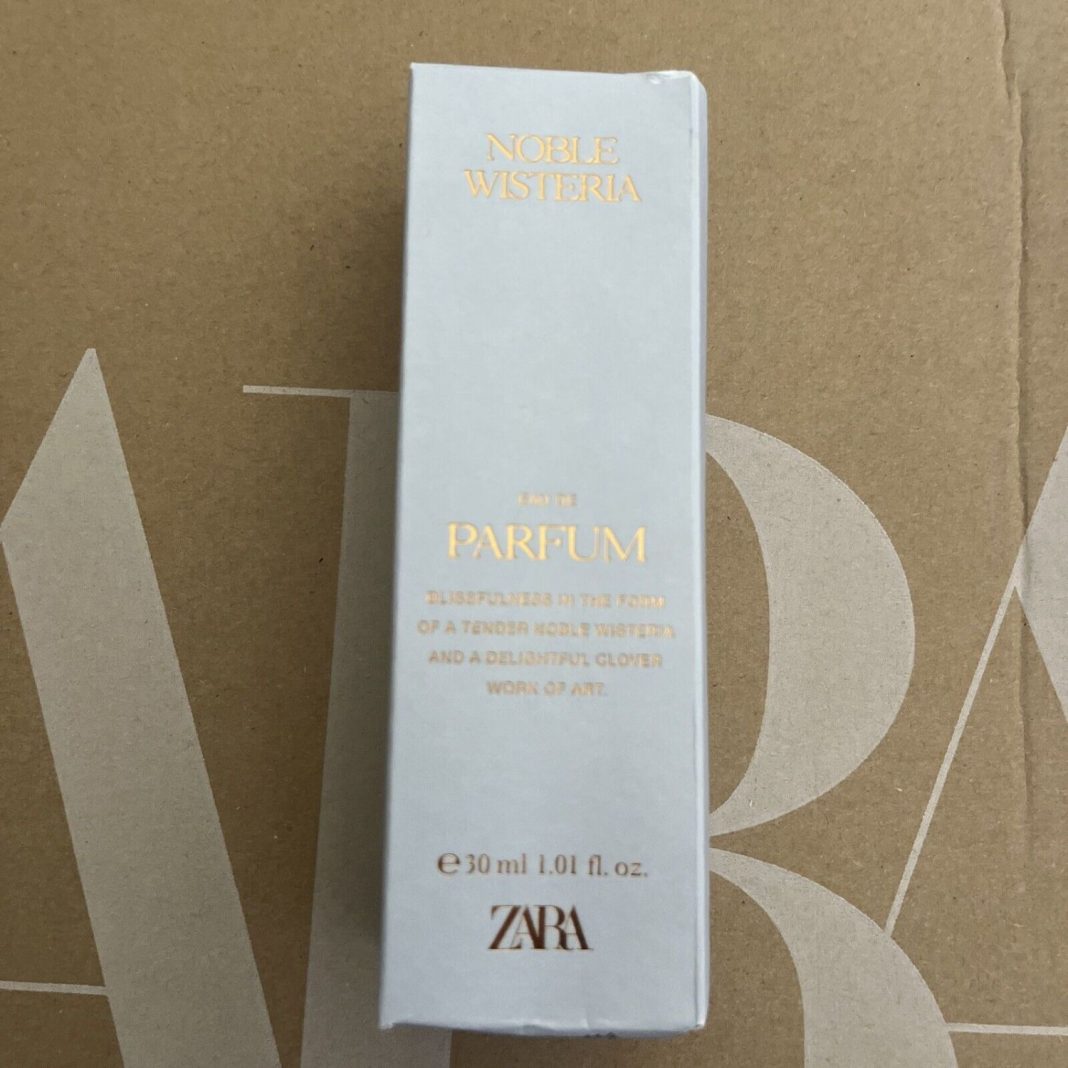 NOBLE
WISTERIA
EAU DE
PARFUM
BLISSFULNESS IN THE FORM
OF A TENDER NOBLE WISTERIA
AND A DELIGHTFUL CLOVER
WORK OF ART.
℮30 ml 1.01 fl. oz.
ZARA